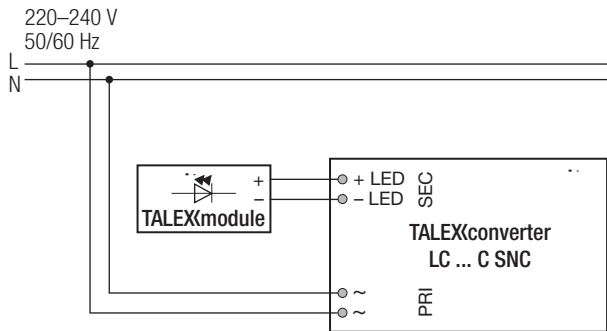 220–240 V
50/60 Hz
L
N
+
–
TALEXmodule
+ LED
– LED
SEC
TALEXconverter
LC ... C SNC
~
~
PRI